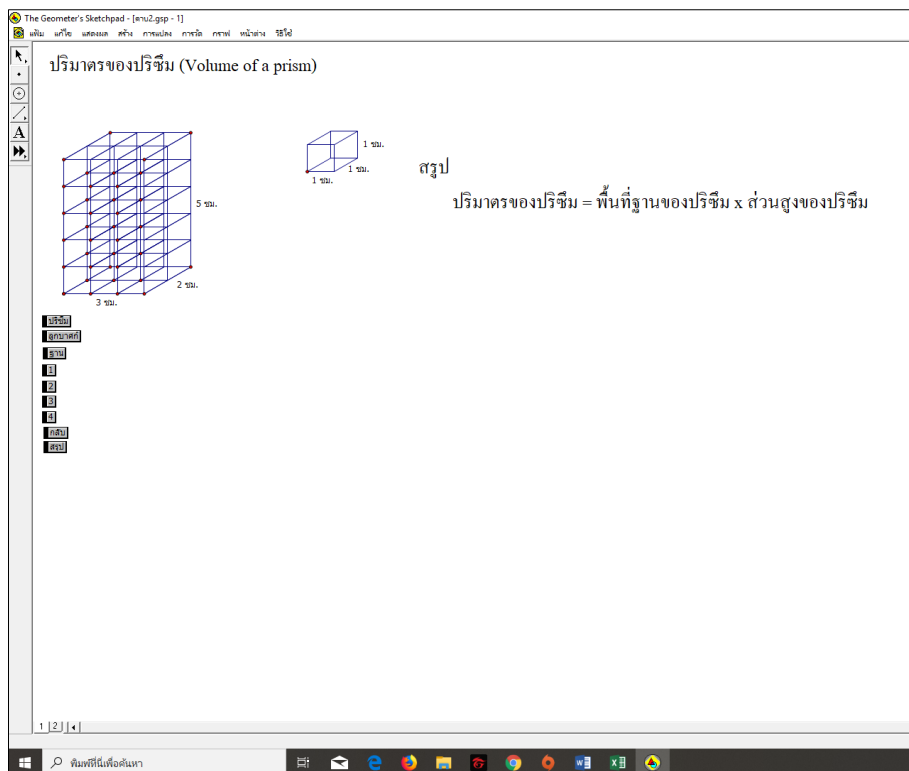 The Geometer's Sketchpad - [คาบ2.gsp - 1]
แฟ้ม แก้ไข แสดงผล สร้าง การแปลง การวัด กราฟ หน้าต่าง วิธีใช้
ปริมาตรของปริซึม (Volume of a prism)
1 ซม.
1 ซม.
1 ซม.
สรุป
ปริมาตรของปริซึม = พื้นที่ฐานของปริซึม x ส่วนสูงของปริซึม
5 ซม.
2 ซม.
3 ซม.
ปริซึม
ลูกบาศก์
ฐาน
1
2
3
4
กลับ
สรุป
1 2
พิมพ์ที่นี่เพื่อค้นหา